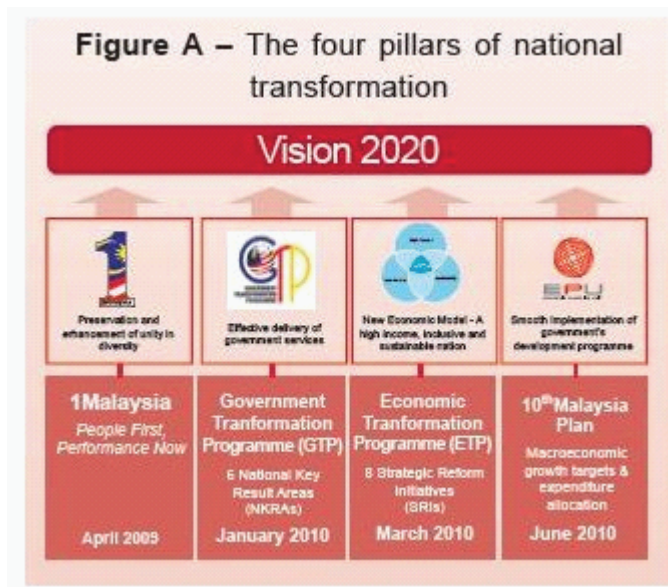 Figure A – The four pillars of national
transformation
Vision 2020
Preservation and
enhancement of unity in
diversity
Effective delivery of
government services
New Economic Model - A
high income, inclusive and
sustainable nation
EPU
Smooth implementation of
government's
development programme
1Malaysia
People First,
Performance Now
April 2009
Government
Tranformation
Programme (GTP)
6 National Key
Result Areas
(NKRAs)
January 2010
Economic
Tranformation
Programme (ETP)
8 Strategic Reform
Initiatives
(SRIs)
March 2010
10thMalaysia
Plan
Macroeconomic
growth targets &
expenditure
allocation
June 2010